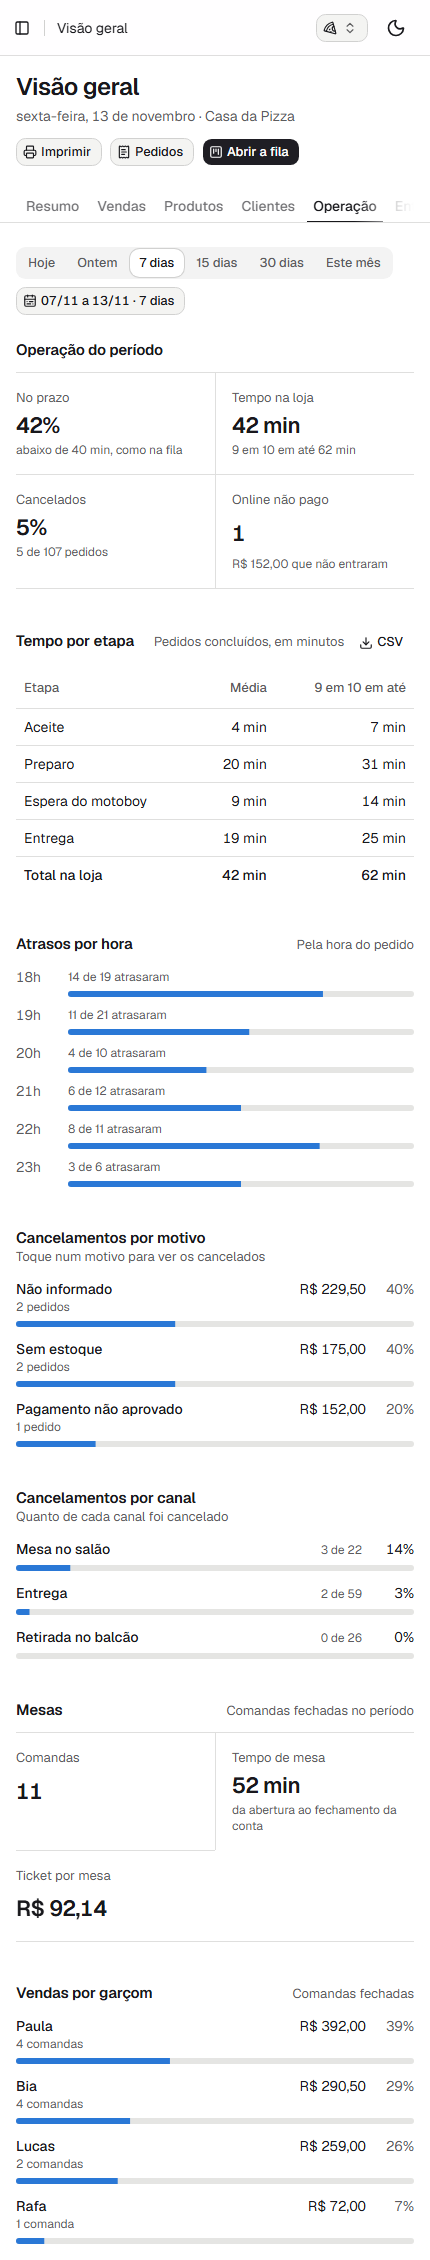 Visão geral
Visão geral
sexta-feira, 13 de novembro · Casa da Pizza
Imprimir Pedidos Abrir a fila
Resumo Vendas Produtos Clientes Operação En
Hoje Ontem 7 dias 15 dias 30 dias Este mês
07/11 a 13/11 · 7 dias
Operação do período
No prazo
42%
abaixo de 40 min, como na fila
Tempo na loja
42 min
9 em 10 em até 62 min
Cancelados
5%
5 de 107 pedidos
Online não pago
1
R$ 152,00 que não entraram
Tempo por etapa Pedidos concluídos, em minutos CSV
Etapa Média 9 em 10 em até
Aceite 4 min 7 min
Preparo 20 min 31 min
Espera do motoboy 9 min 14 min
Entrega 19 min 25 min
Total na loja 42 min 62 min
Atrasos por hora Pela hora do pedido
18h 14 de 19 atrasaram
19h 11 de 21 atrasaram
20h 4 de 10 atrasaram
21h 6 de 12 atrasaram
22h 8 de 11 atrasaram
23h 3 de 6 atrasaram
Cancelamentos por motivo
Toque num motivo para ver os cancelados
Não informado R$ 229,50 40%
2 pedidos
Sem estoque R$ 175,00 40%
2 pedidos
Pagamento não aprovado R$ 152,00 20%
1 pedido
Cancelamentos por canal
Quanto de cada canal foi cancelado
Mesa no salão 3 de 22 14%
Entrega 2 de 59 3%
Retirada no balcão 0 de 26 0%
Mesas Comandas fechadas no período
Comandas
11
Tempo de mesa
52 min
da abertura ao fechamento da
conta
Ticket por mesa
R$ 92,14
Vendas por garçom Comandas fechadas
Paula R$ 392,00 39%
4 comandas
Bia R$ 290,50 29%
4 comandas
Lucas R$ 259,00 26%
2 comandas
Rafa R$ 72,00 7%
1 comanda